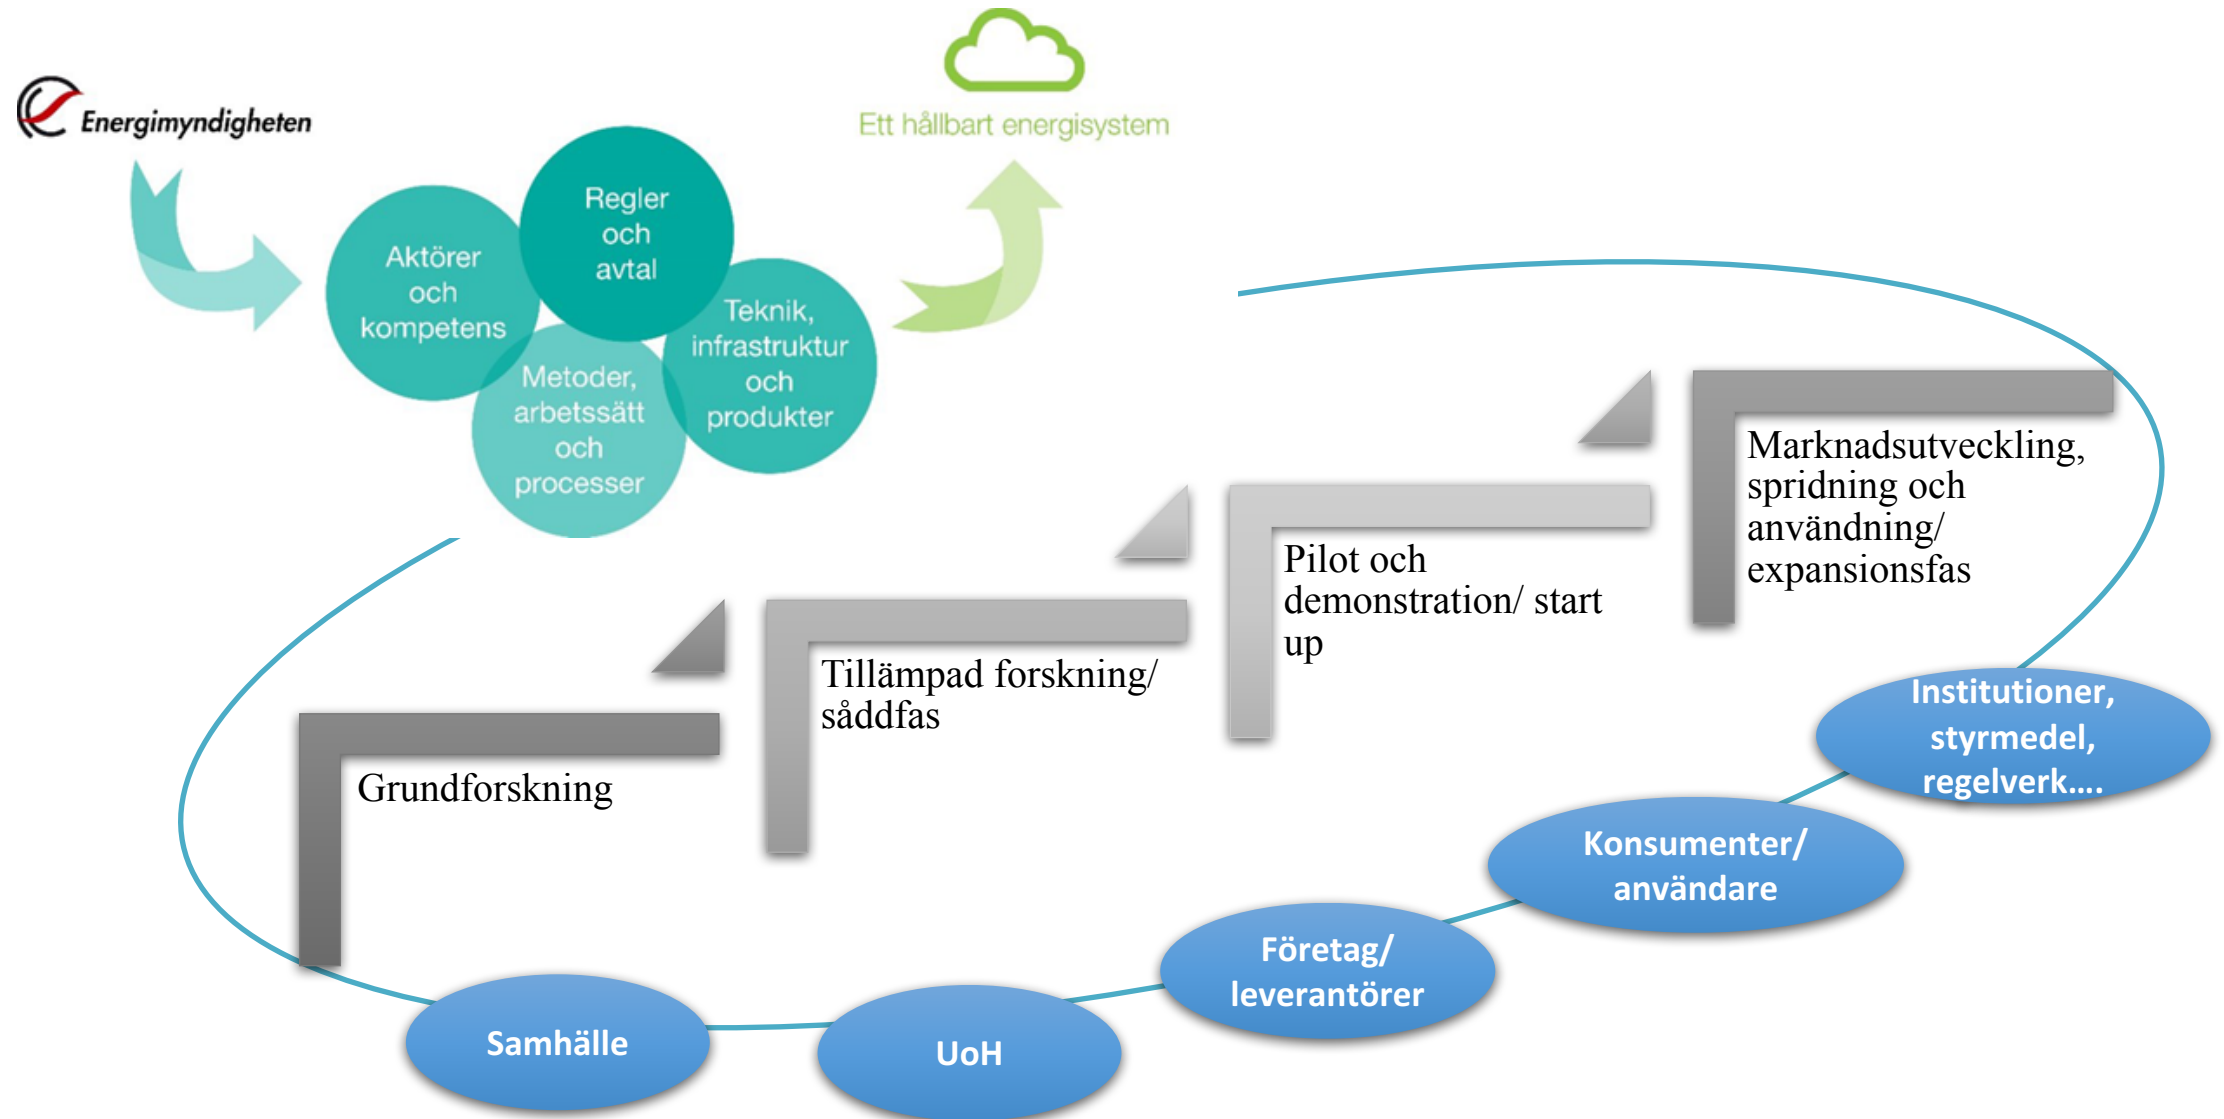 Energimyndigheten
Ett hållbart energisystem
Aktörer
och
kompetens
Regler
och
avtal
Teknik,
infrastruktur
och
produkter
Metoder,
arbetssätt
och
processer
Grundforskning
Tillämpad forskning/
såddfas
Pilot och
demonstration/ start
up
Marknadsutveckling,
spridning och
användning/
expansionsfas
Samhälle
UoH
Företag/
leverantörer
Konsumenter/
användare
Institutioner,
styrmedel,
regelverk....